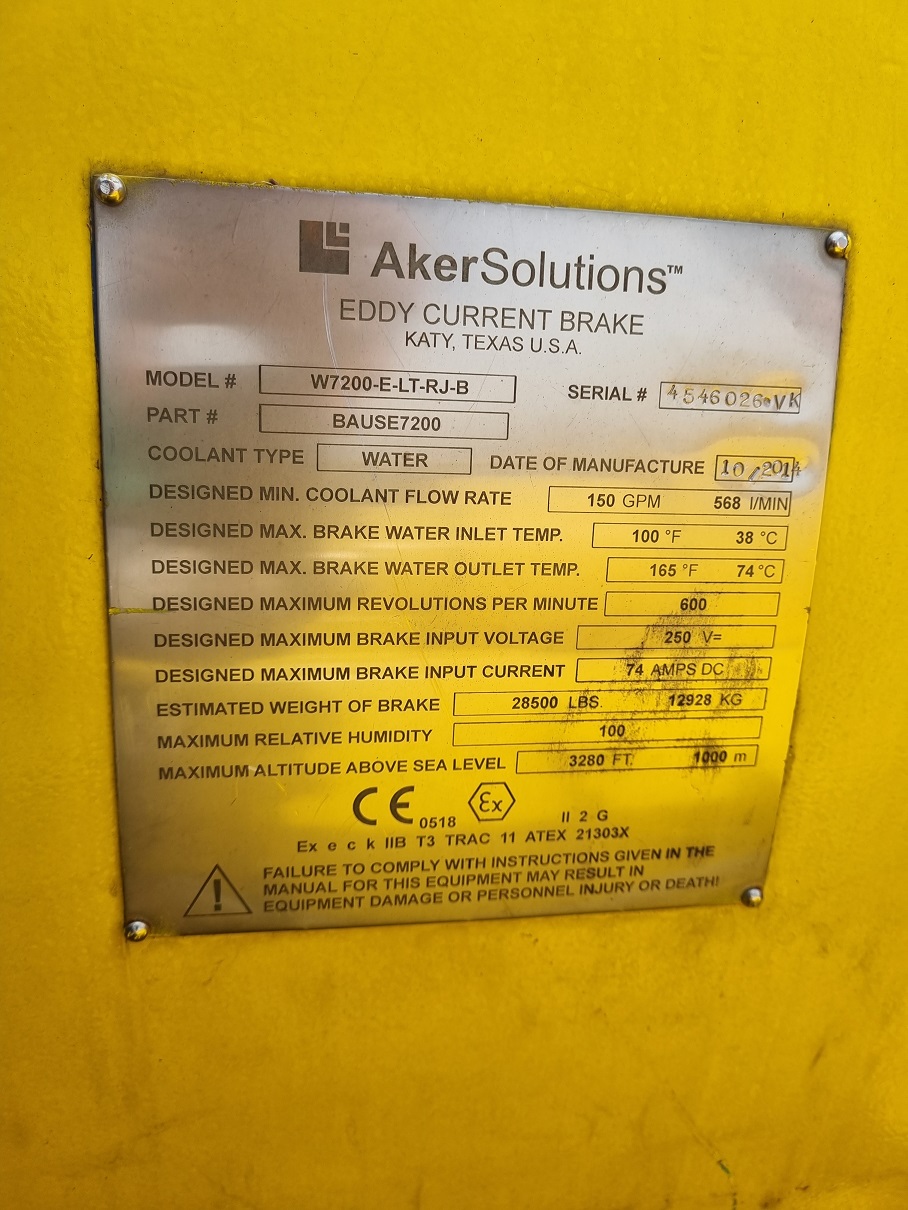 AkerSolutions™
EDDY CURRENT BRAKE
KATY, TEXAS U.S.A.
MODEL # W7200-E-LT-RJ-B SERIAL # 4546026•VK
PART # BAUSE7200
COOLANT TYPE WATER DATE OF MANUFACTURE 10/2014
DESIGNED MIN. COOLANT FLOW RATE 150 GPM 568 l/MIN
DESIGNED MAX. BRAKE WATER INLET TEMP. 100 °F 38 °C
DESIGNED MAX. BRAKE WATER OUTLET TEMP. 165 °F 74 °C
DESIGNED MAXIMUM REVOLUTIONS PER MINUTE 600
DESIGNED MAXIMUM BRAKE INPUT VOLTAGE 250 V=
DESIGNED MAXIMUM BRAKE INPUT CURRENT 74 AMPS DC
ESTIMATED WEIGHT OF BRAKE 28500 LBS. 12928 KG
MAXIMUM RELATIVE HUMIDITY 100
MAXIMUM ALTITUDE ABOVE SEA LEVEL 3280 FT. 1000 m
CE 0518 Ex II 2 G
Ex e c k IIB T3 TRAC 11 ATEX 21303X
FAILURE TO COMPLY WITH INSTRUCTIONS GIVEN IN THE
MANUAL FOR THIS EQUIPMENT MAY RESULT IN
EQUIPMENT DAMAGE OR PERSONNEL INJURY OR DEATH!